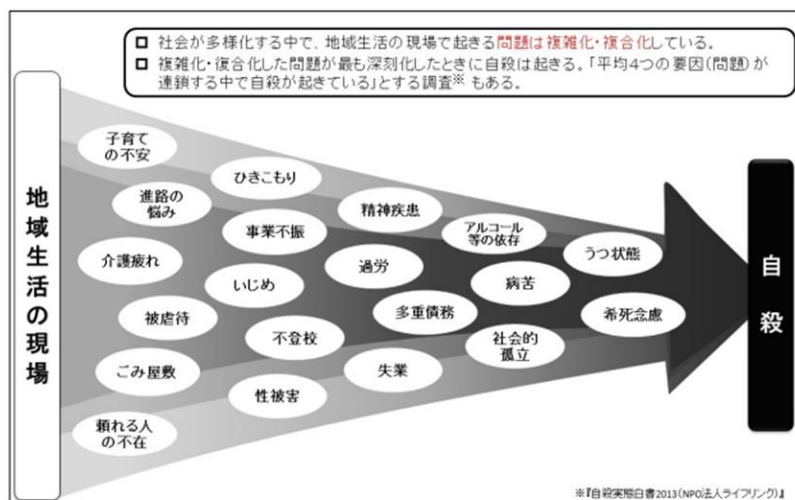 □ 社会が多様化する中で、地域生活の現場で起きる問題は複雑化・複合化している。
□ 複雑化・復合化した問題が最も深刻化したときに自殺は起きる。「平均4つの要因(問題)が
連鎖する中で自殺が起きている」とする調査※もある。
地域生活の現場
子育て
の不安
進路の
悩み
介護疲れ
被虐待
ごみ屋敷
頼れる人
の不在
ひきこもり
事業不振
いじめ
不登校
性被害
精神疾患
過労
多重債務
失業
アルコール
等の依存
病苦
社会的
孤立
うつ状態
希死念慮
自殺
※『自殺実態白書2013(NPO法人ライフリンク)』